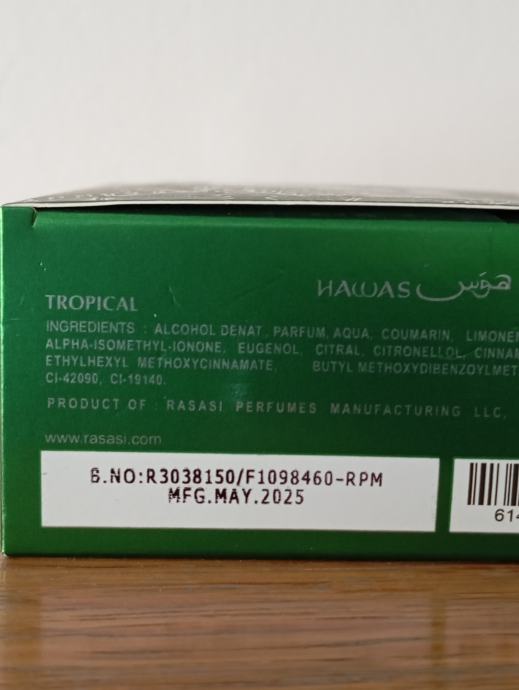 HAWAS هوس
TROPICAL
INGREDIENTS : ALCOHOL DENAT, PARFUM, AQUA, COUMARIN, LIMONEN
ALPHA-ISOMETHYL-IONONE, EUGENOL, CITRAL, CITRONELLOL, CINNAM
ETHYLHEXYL METHOXYCINNAMATE, BUTYL METHOXYDIBENZOYLMET
CI-42090, CI-19140.
PRODUCT OF : RASASI PERFUMES MANUFACTURING LLC,
www.rasasi.com
B.NO:R3038150/F1098460-RPM
MFG.MAY.2025
614